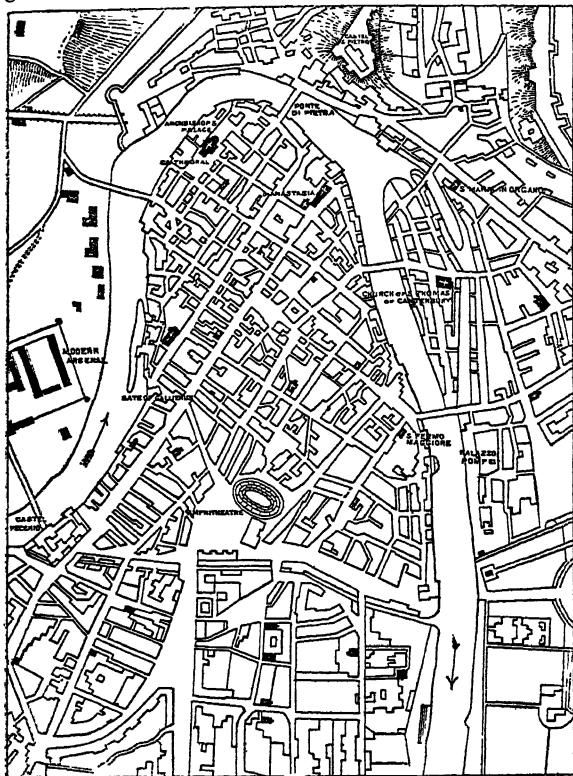 CASTEL
S. PIETRO
PONTE
DI PIETRA
ARCHBISHOP'S
PALACE
CATHEDRAL
ANASTASIA
S. MARIA IN ORGANO
CHURCH OF S. THOMAS
OF CANTERBURY
MODERN
ARSENAL
GATE OF GALLIENUS
S. FERMO
MAGGIORE
PALAZZO
POMPEI
AMPHITHEATRE
CASTEL
VECCHIO